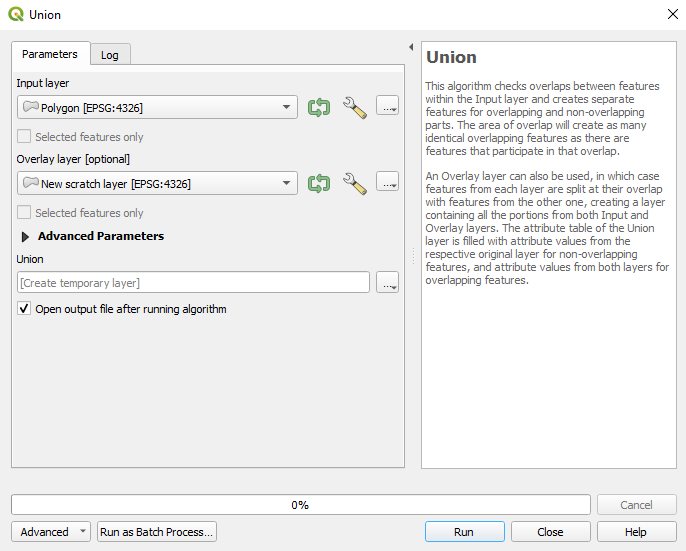 Union
Parameters
Log
Input layer
Polygon [EPSG:4326]
...
Selected features only
Overlay layer [optional]
New scratch layer [EPSG:4326]
...
Selected features only
Advanced Parameters
Union
[Create temporary layer]
...
Open output file after running algorithm
Union
This algorithm checks overlaps between features
within the Input layer and creates separate
features for overlapping and non-overlapping
parts. The area of overlap will create as many
identical overlapping features as there are
features that participate in that overlap.
An Overlay layer can also be used, in which case
features from each layer are split at their overlap
with features from the other one, creating a layer
containing all the portions from both Input and
Overlay layers. The attribute table of the Union
layer is filled with attribute values from the
respective original layer for non-overlapping
features, and attribute values from both layers for
overlapping features.
0%
Cancel
Advanced
Run as Batch Process...
Run
Close
Help